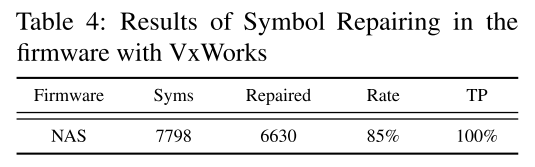 Table 4: Results of Symbol Repairing in the
firmware with VxWorks
Firmware Syms Repaired Rate TP
NAS 7798 6630 85% 100%